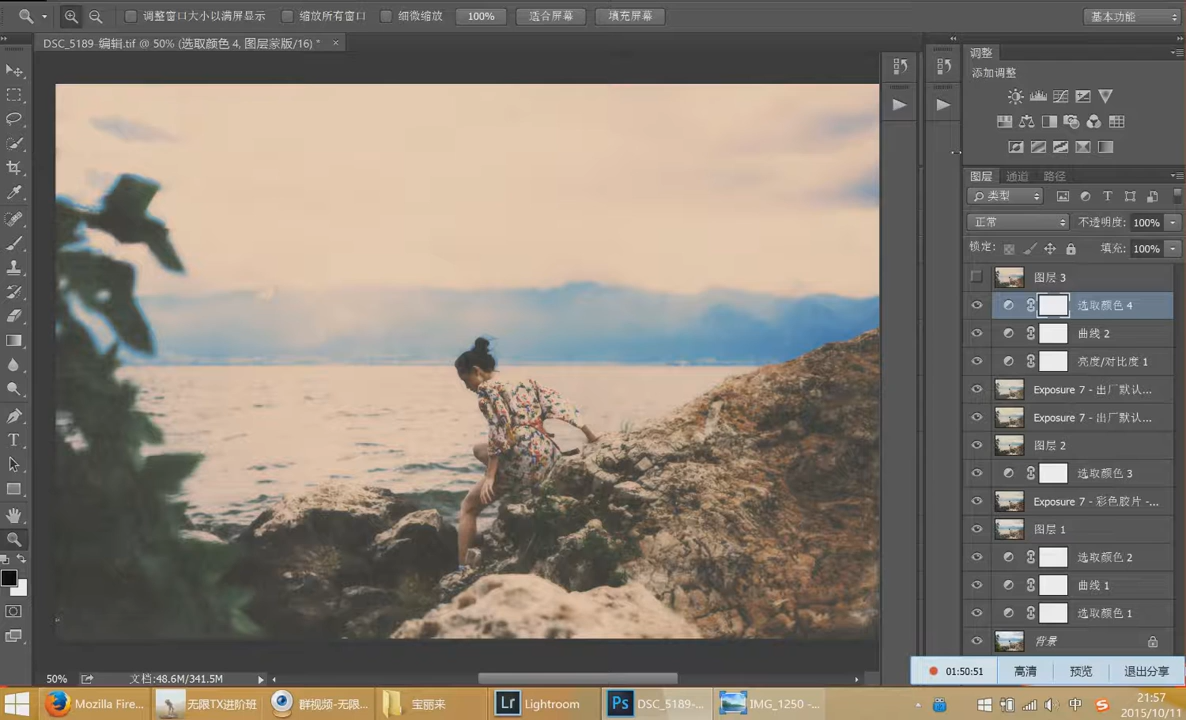 调整窗口大小以满屏显示 缩放所有窗口 细微缩放 100% 适合屏幕 填充屏幕 基本功能
DSC_5189-编辑.tif @ 50% (选取颜色 4, 图层蒙版/16) * ×
调整
添加调整
图层 通道 路径
类型
正常 不透明度: 100%
锁定: 填充: 100%
图层 3
选取颜色 4
曲线 2
亮度/对比度 1
Exposure 7 - 出厂默认...
Exposure 7 - 出厂默认...
图层 2
选取颜色 3
Exposure 7 - 彩色胶片 -...
图层 1
选取颜色 2
曲线 1
选取颜色 1
背景
50% 文档:48.6M/341.5M
01:50:51 高清 预览 退出分享
Mozilla Fire... 无限TX进阶班 群视频-无限... 宝丽来 Lightroom DSC_5189-... IMG_1250 -... 中
21:57
2015/10/11